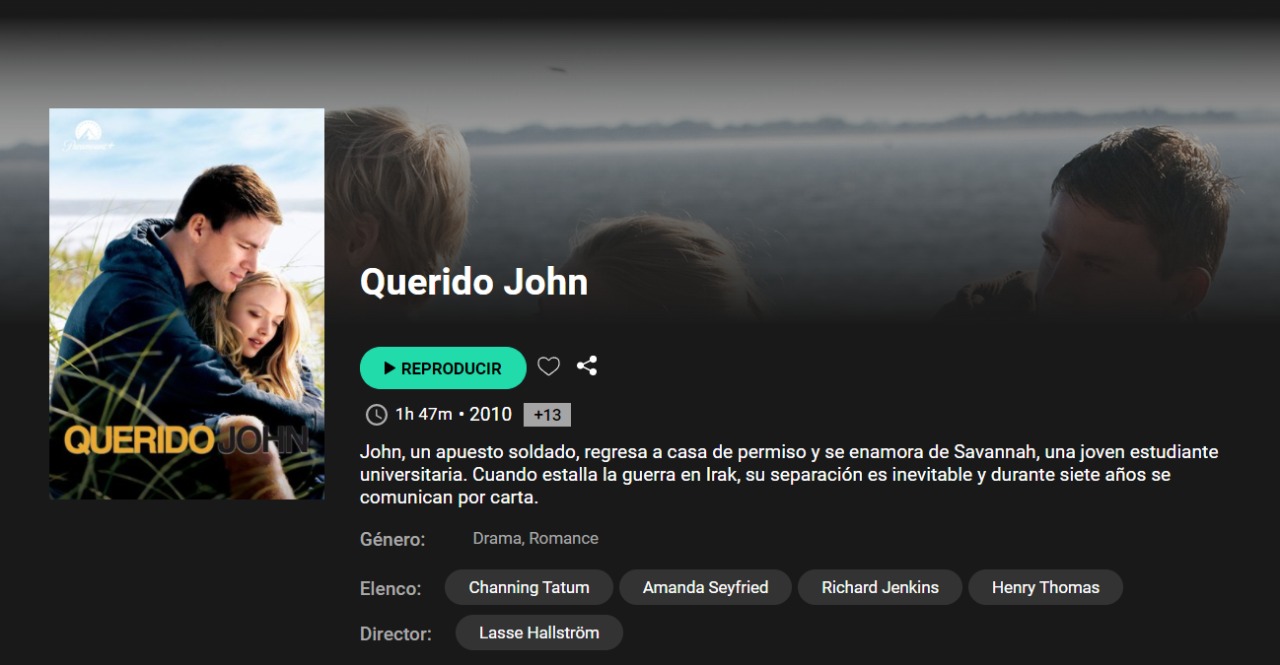 Paramount+
QUERIDO JOHN
Querido John
REPRODUCIR
1h 47m • 2010 +13
John, un apuesto soldado, regresa a casa de permiso y se enamora de Savannah, una joven estudiante
universitaria. Cuando estalla la guerra en Irak, su separación es inevitable y durante siete años se
comunican por carta.
Género: Drama, Romance
Elenco: Channing Tatum Amanda Seyfried Richard Jenkins Henry Thomas
Director: Lasse Hallström